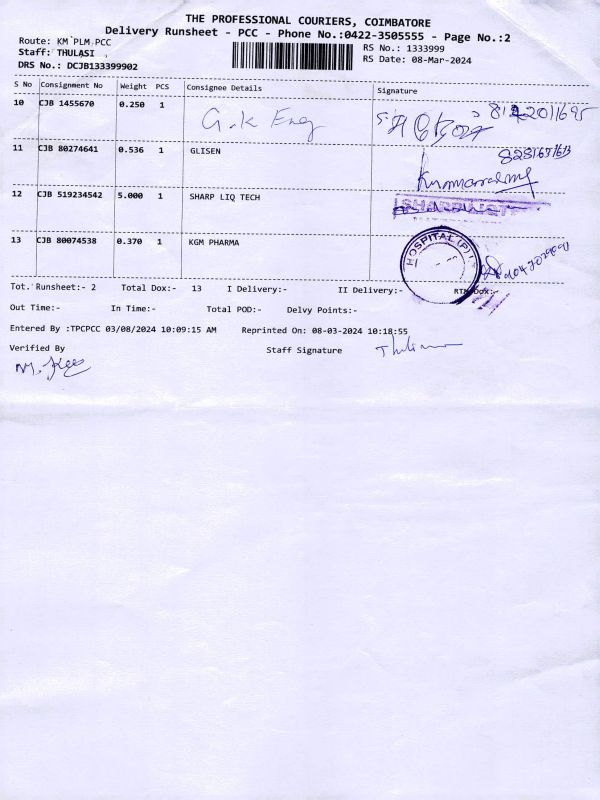 THE PROFESSIONAL COURIERS, COIMBATORE
Delivery Runsheet - PCC - Phone No.:0422-3505555 - Page No.:2
Route: KM PLM PCC
RS No.: 1333999
Staff: THULASI
RS Date: 08-Mar-2024
DRS No.: DCJB133399902
S No Consignment No Weight PCS Consignee Details Signature
10 CJB 1455670 0.250 1 G.K Eng
11 CJB 80274641 0.536 1 GLISEN
12 CJB 519234542 5.000 1 SHARP LIQ TECH
13 CJB 80074538 0.370 1 KGM PHARMA
HOSPITAL (P)
Tot. Runsheet:- 2 Total Dox:- 13 I Delivery:- II Delivery:- RTN Dox:-
Out Time:- In Time:- Total POD:- Delvy Points:-
Entered By :TPCPCC 03/08/2024 10:09:15 AM Reprinted On: 08-03-2024 10:18:55
Verified By Staff Signature